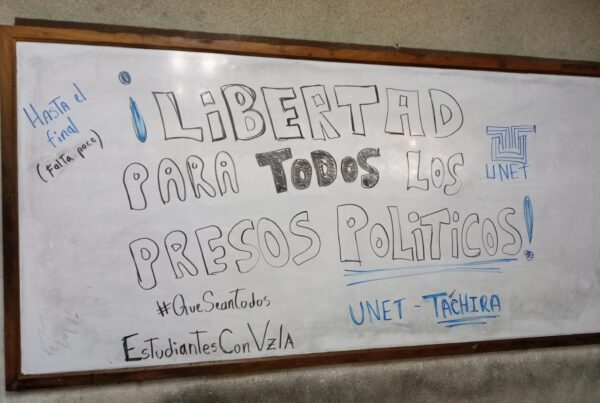 HASTA el
final
(falta poco)
¡LiBERTAD
PARA TODOS LOS
PRESOS POLiTiCOS!
UNET
#QueSeanTodos
UNET - TÁCHIRA
EstudiantesConVzlA